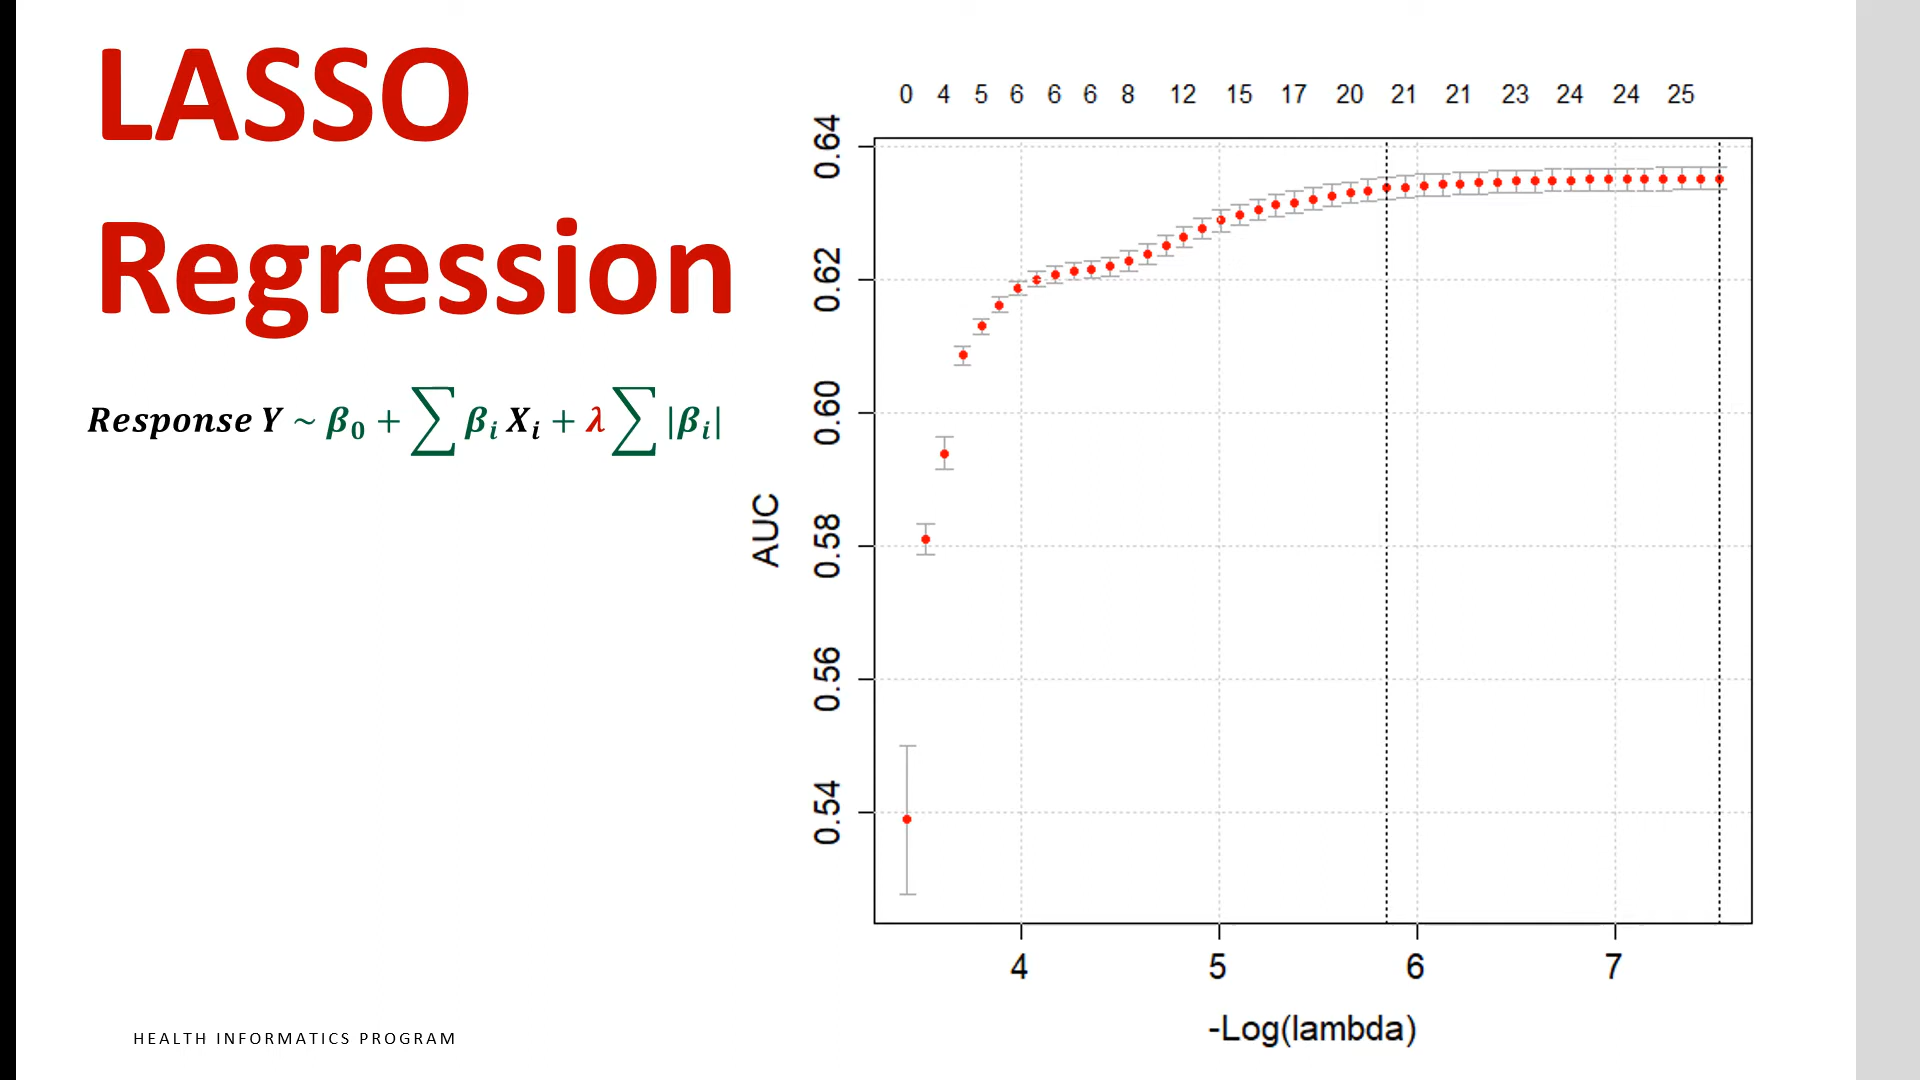 LASSO
Regression
Response Y ~ β₀ + ∑ βᵢ Xᵢ + λ ∑ |βᵢ|
0 4 5 6 6 6 8 12 15 17 20 21 21 23 24 24 25
0.64
0.62
0.60
0.58
0.56
0.54
AUC
4 5 6 7
-Log(lambda)
HEALTH INFORMATICS PROGRAM